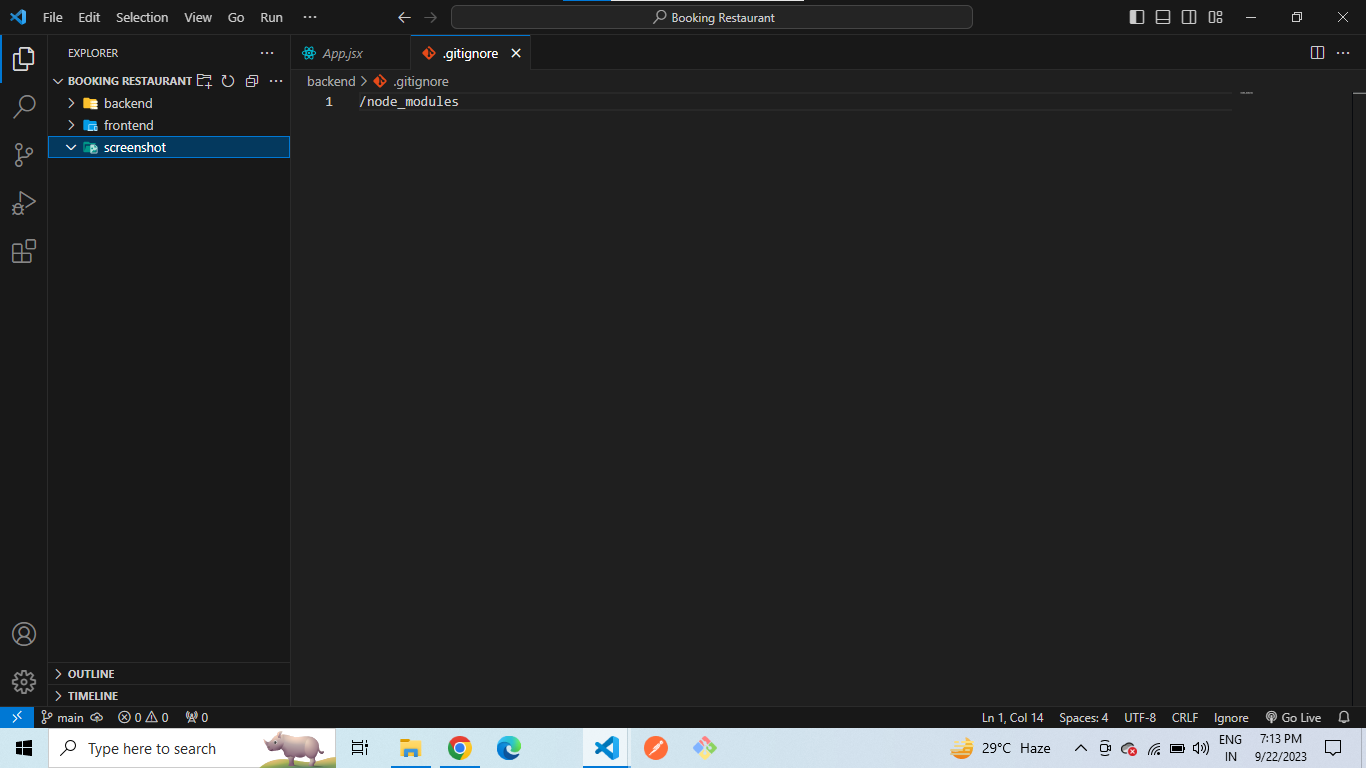 File Edit Selection View Go Run ···
Booking Restaurant
EXPLORER
App.jsx
.gitignore
BOOKING RESTAURANT
backend
frontend
screenshot
backend > .gitignore
1 /node_modules
OUTLINE
TIMELINE
main
0 0
0
Ln 1, Col 14
Spaces: 4
UTF-8
CRLF
Ignore
Go Live
Type here to search
29°C Haze
ENG
IN
7:13 PM
9/22/2023